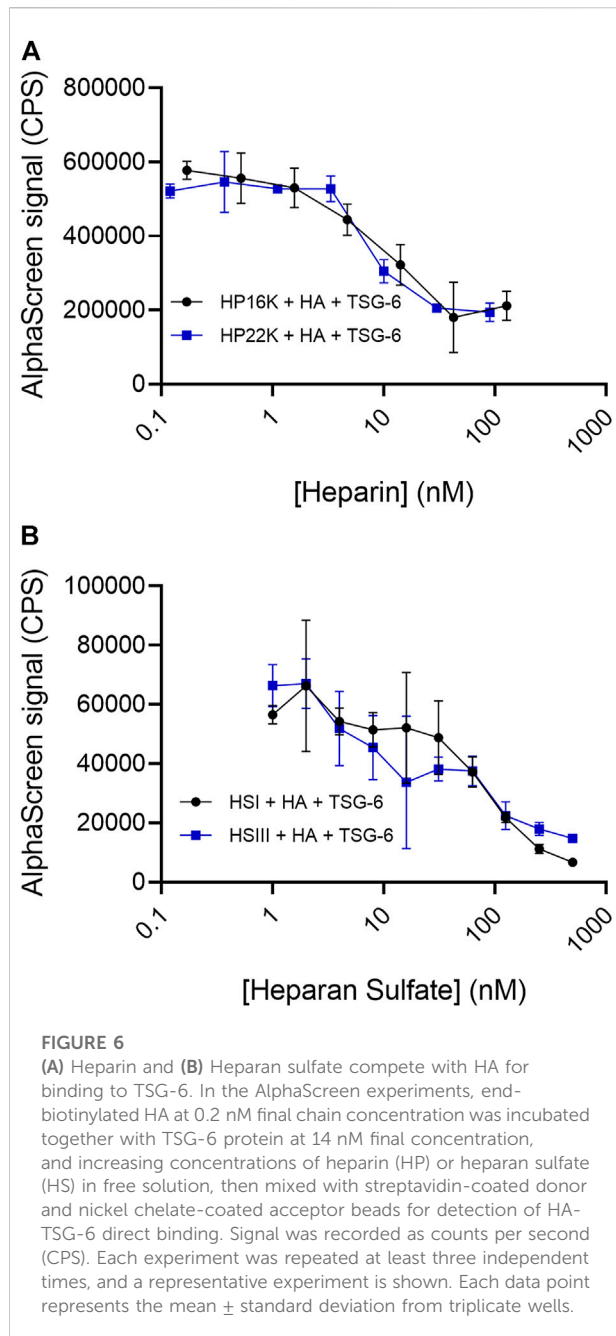 A
AlphaScreen signal (CPS)
800000
600000
400000
200000
0
HP16K + HA + TSG-6
HP22K + HA + TSG-6
0.1
1
10
100
1000
[Heparin] (nM)
B
AlphaScreen signal (CPS)
100000
80000
60000
40000
20000
0
HSI + HA + TSG-6
HSIII + HA + TSG-6
0.1
1
10
100
1000
[Heparan Sulfate] (nM)
FIGURE 6
(A) Heparin and (B) Heparan sulfate compete with HA for
binding to TSG-6. In the AlphaScreen experiments, end-
biotinylated HA at 0.2 nM final chain concentration was incubated
together with TSG-6 protein at 14 nM final concentration,
and increasing concentrations of heparin (HP) or heparan sulfate
(HS) in free solution, then mixed with streptavidin-coated donor
and nickel chelate-coated acceptor beads for detection of HA-
TSG-6 direct binding. Signal was recorded as counts per second
(CPS). Each experiment was repeated at least three independent
times, and a representative experiment is shown. Each data point
represents the mean ± standard deviation from triplicate wells.